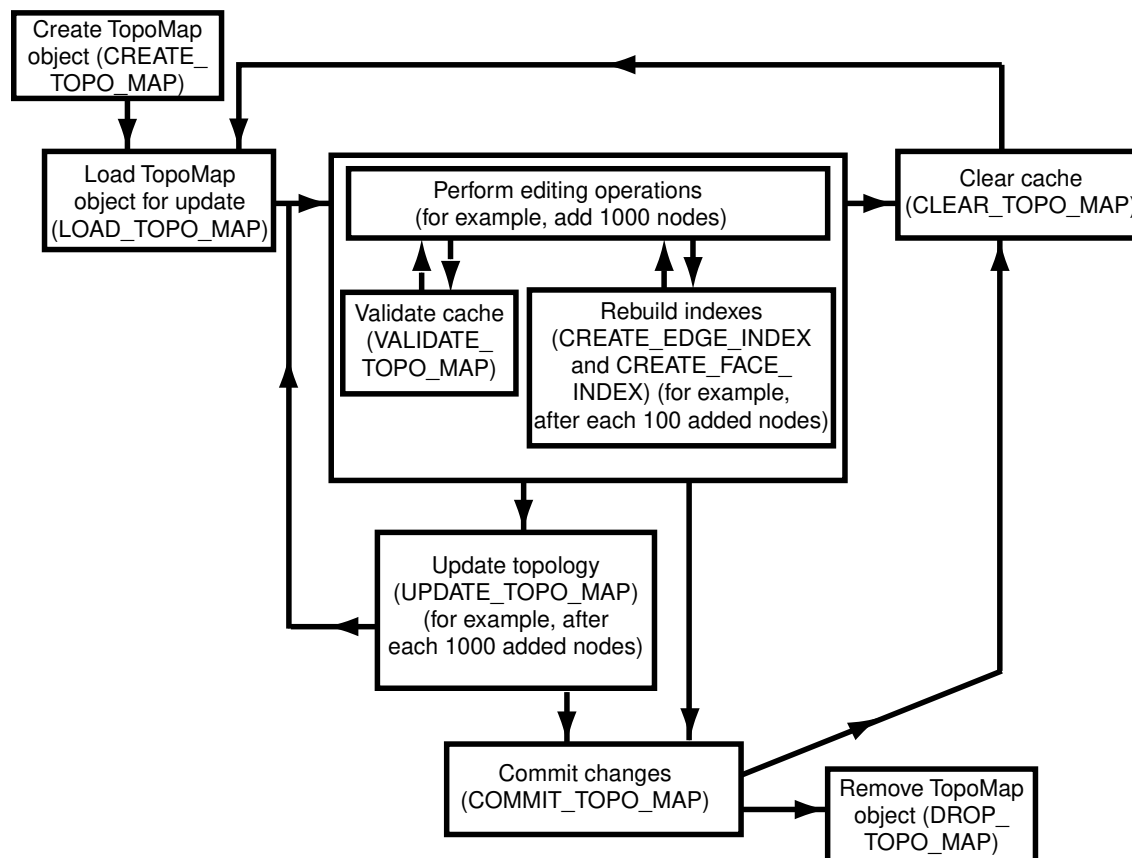 Create TopoMap
object (CREATE_
TOPO_MAP)
Load TopoMap
object for update
(LOAD_TOPO_MAP)
Perform editing operations
(for example, add 1000 nodes)
Clear cache
(CLEAR_TOPO_MAP)
Validate cache
(VALIDATE_
TOPO_MAP)
Rebuild indexes
(CREATE_EDGE_INDEX
and CREATE_FACE_
INDEX) (for example,
after each 100 added nodes)
Update topology
(UPDATE_TOPO_MAP)
(for example, after
each 1000 added nodes)
Commit changes
(COMMIT_TOPO_MAP)
Remove TopoMap
object (DROP_
TOPO_MAP)